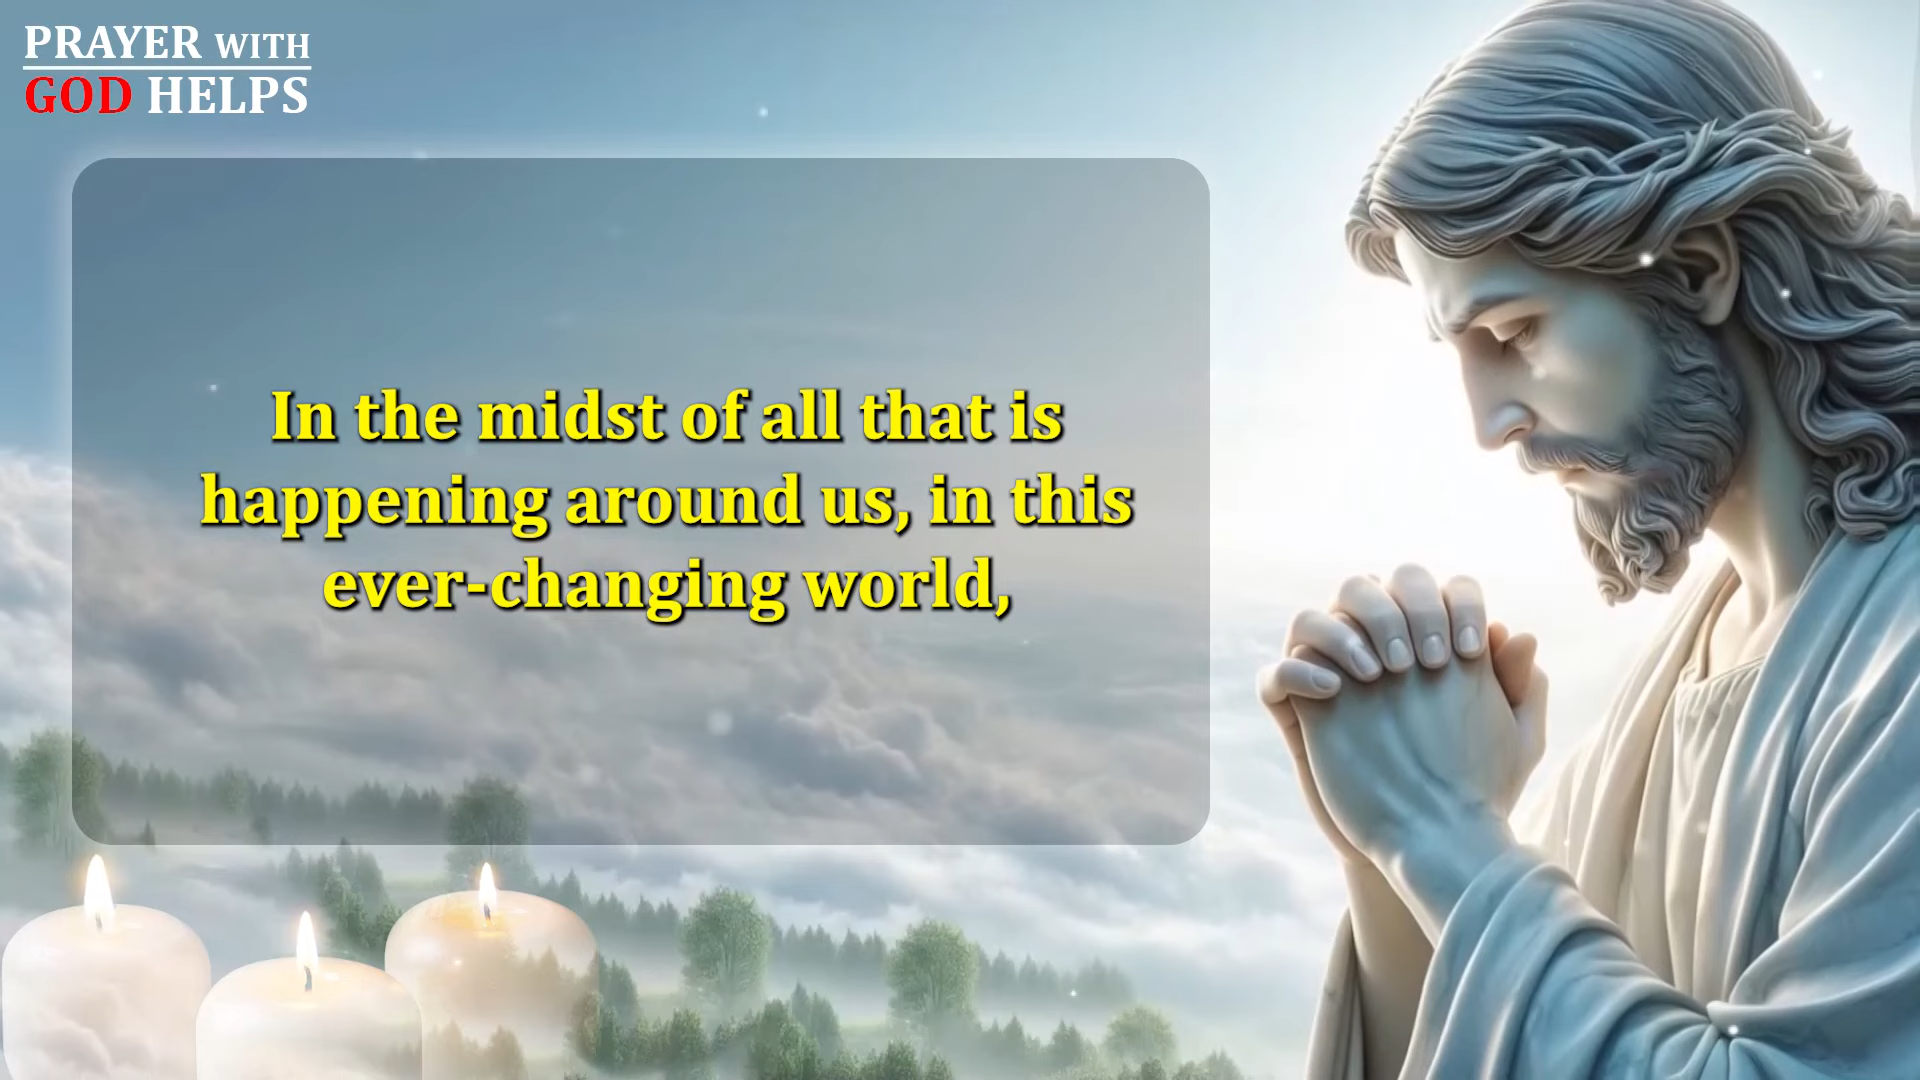 PRAYER WITH
GOD HELPS
In the midst of all that is
happening around us, in this
ever-changing world,